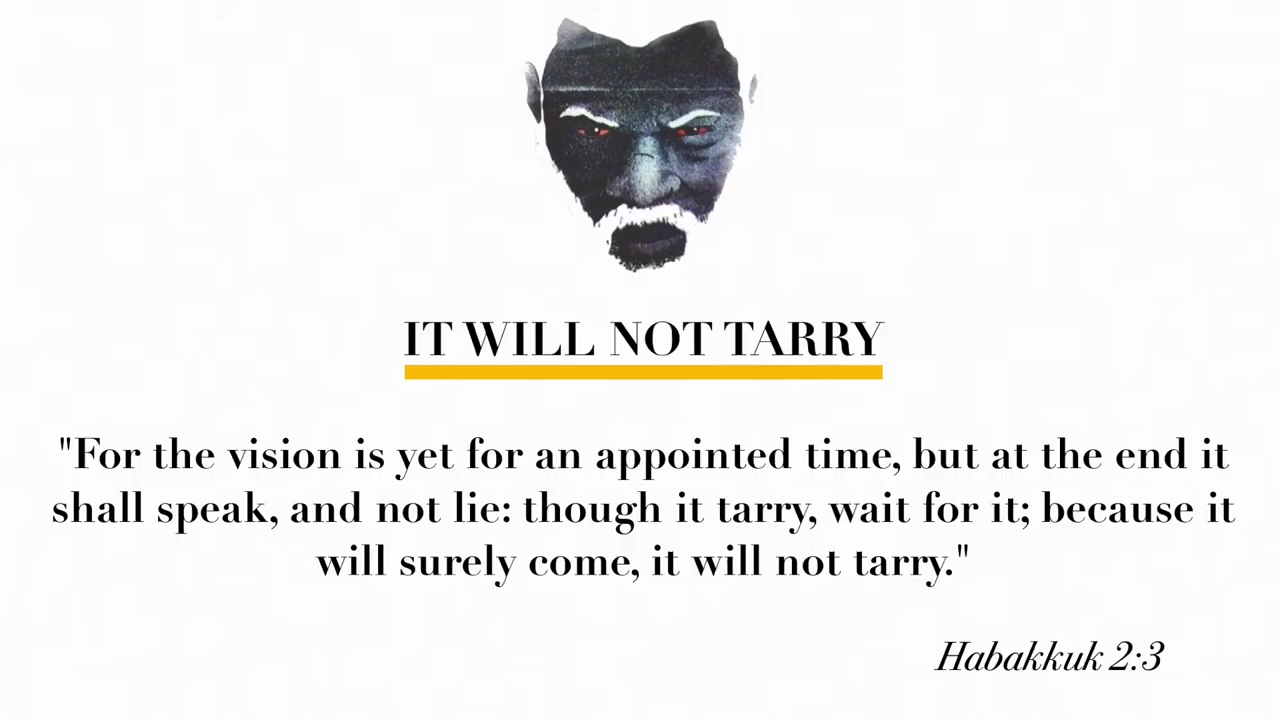 IT WILL NOT TARRY
"For the vision is yet for an appointed time, but at the end it
shall speak, and not lie: though it tarry, wait for it; because it
will surely come, it will not tarry."
Habakkuk 2:3